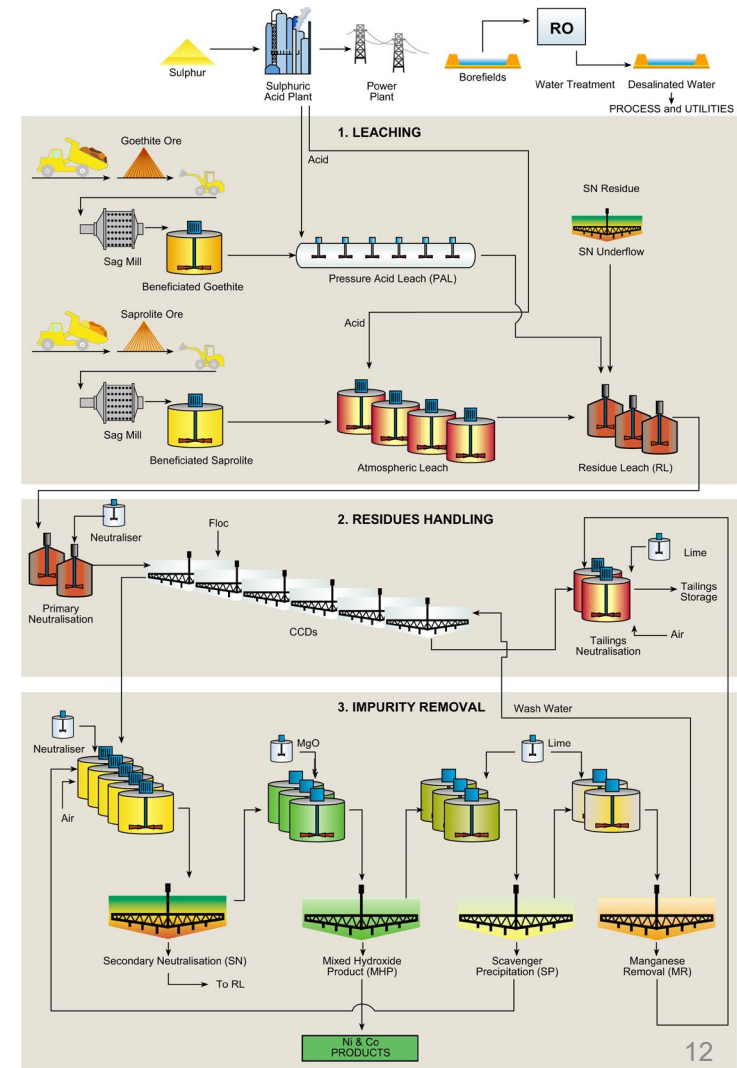 RO
Sulphur
Sulphuric
Acid Plant
Power
Plant
Borefields
Water Treatment
Desalinated Water
PROCESS and UTILITIES
1. LEACHING
Goethite Ore
Acid
SN Residue
Sag Mill
SN Underflow
Beneficiated Goethite
Pressure Acid Leach (PAL)
Saprolite Ore
Acid
Sag Mill
Beneficiated Saprolite
Atmospheric Leach
Residue Leach (RL)
2. RESIDUES HANDLING
Floc
Neutraliser
Lime
Tailings
Storage
Primary
Neutralisation
CCDs
Tailings
Neutralisation
Air
3. IMPURITY REMOVAL
Wash Water
Neutraliser
MgO
Lime
Air
Secondary Neutralisation (SN)
Mixed Hydroxide
Product (MHP)
Scavenger
Precipitation (SP)
Manganese
Removal (MR)
To RL
Ni & Co
PRODUCTS
12